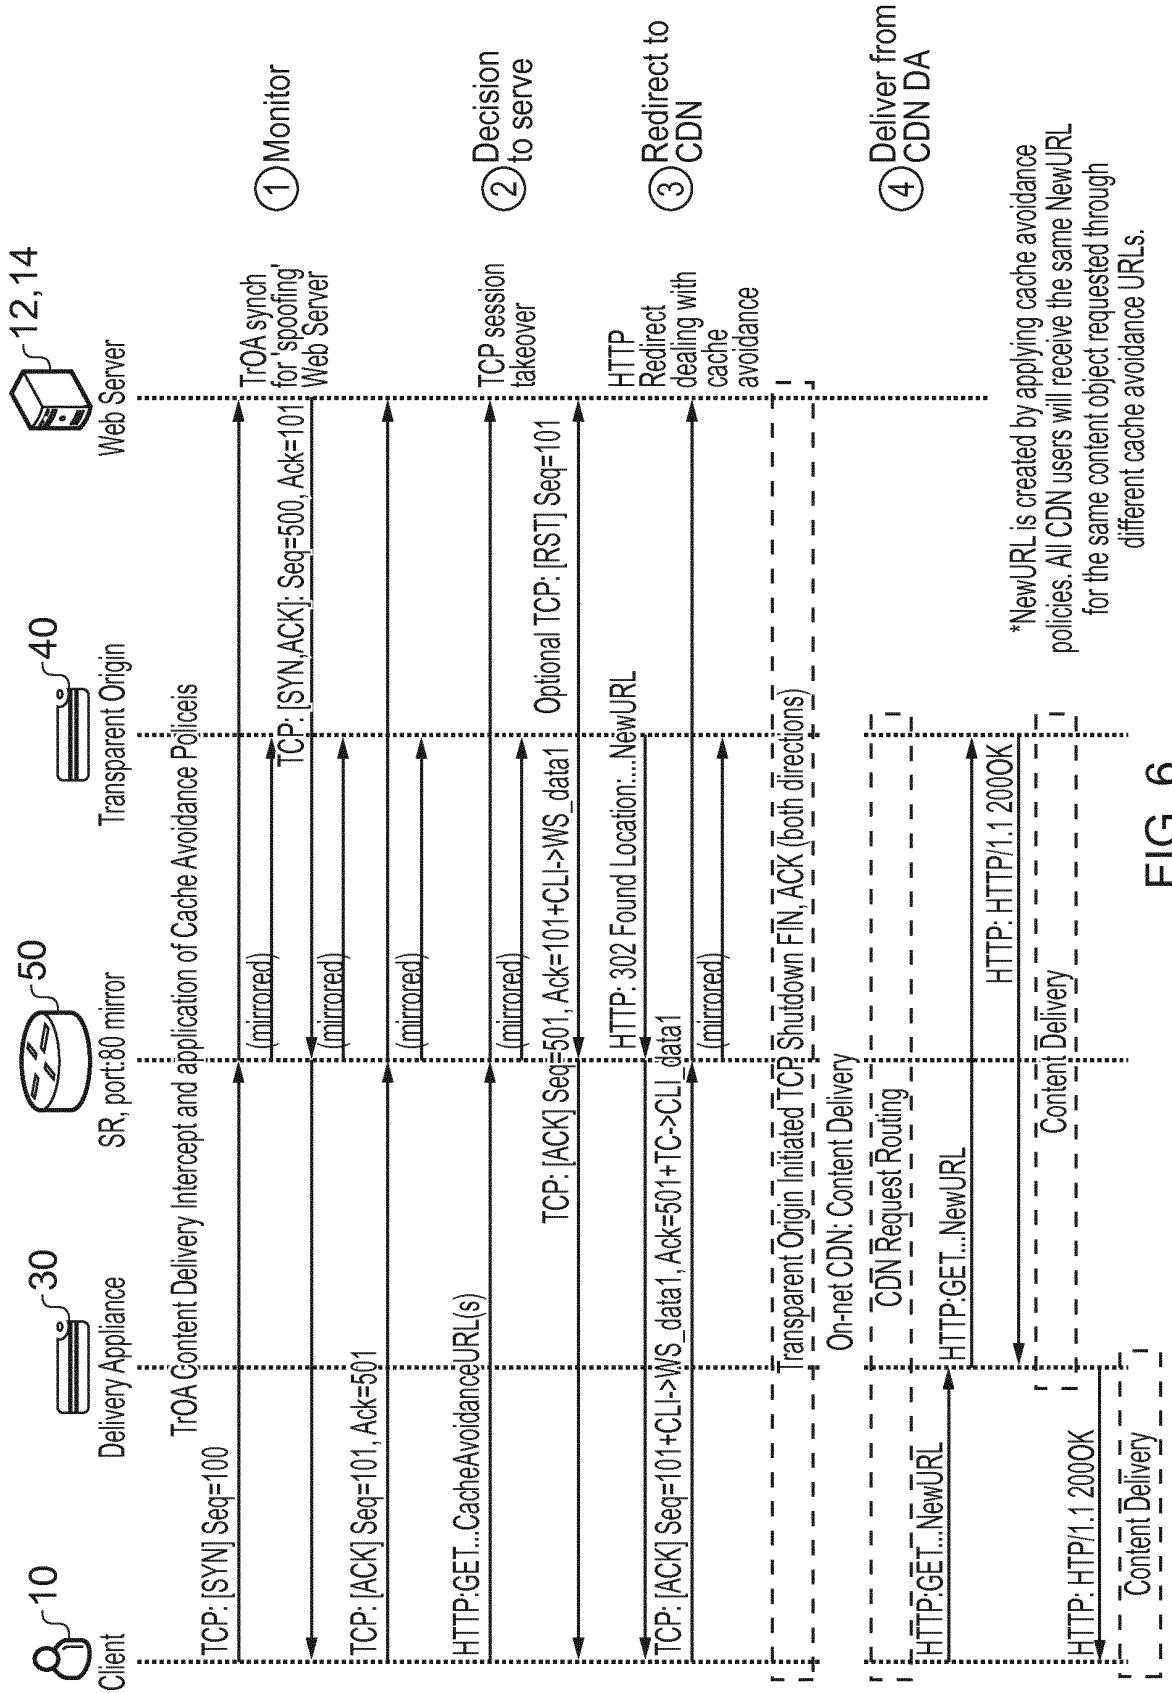 10
Client
30
Delivery Appliance
50
SR, port:80 mirror
40
Transparent Origin
12,14
Web Server
TrOA Content Delivery Intercept and application of Cache Avoidance Policeis
TCP: [SYN] Seq=100
(mirrored)
TrOA synch
for 'spoofing'
Web Server
1 Monitor
TCP: [SYN,ACK]: Seq=500, Ack=101
(mirrored)
TCP: [ACK] Seq=101, Ack=501
(mirrored)
HTTP:GET...CacheAvoidanceURL(s)
(mirrored)
TCP session
takeover
2 Decision
to serve
TCP: [ACK] Seq=501, Ack=101+CLI->WS_data1
Optional TCP: [RST] Seq=101
HTTP: 302 Found Location:...NewURL
HTTP
Redirect
dealing with
cache
avoidance
3 Redirect to
CDN
TCP: [ACK] Seq=101+CLI->WS_data1, Ack=501+TC->CLI_data1
(mirrored)
Transparent Origin Initiated TCP Shutdown FIN, ACK (both directions)
On-net CDN: Content Delivery
4 Deliver from
CDN DA
CDN Request Routing
HTTP:GET...NewURL
HTTP:GET...NewURL
HTTP: HTTP/1.1 200OK
Content Delivery
HTTP: HTP/1.1 200OK
Content Delivery
*NewURL is created by applying cache avoidance
policies. All CDN users will receive the same NewURL
for the same content object requested through
different cache avoidance URLs.
FIG. 6